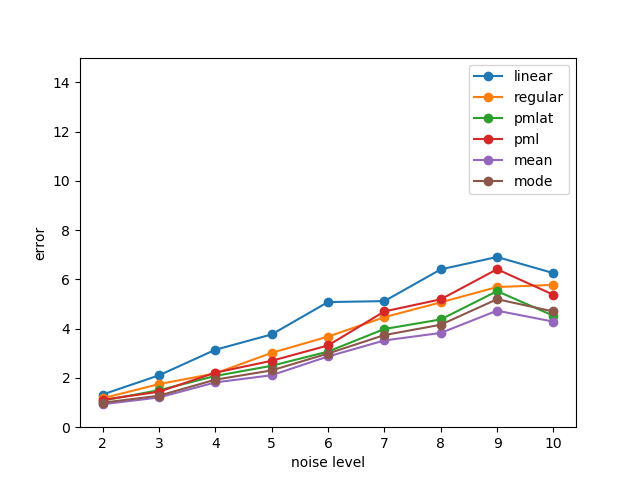 14
12
10
8
6
4
2
0
error
2 3 4 5 6 7 8 9 10
noise level
linear
regular
pmlat
pml
mean
mode